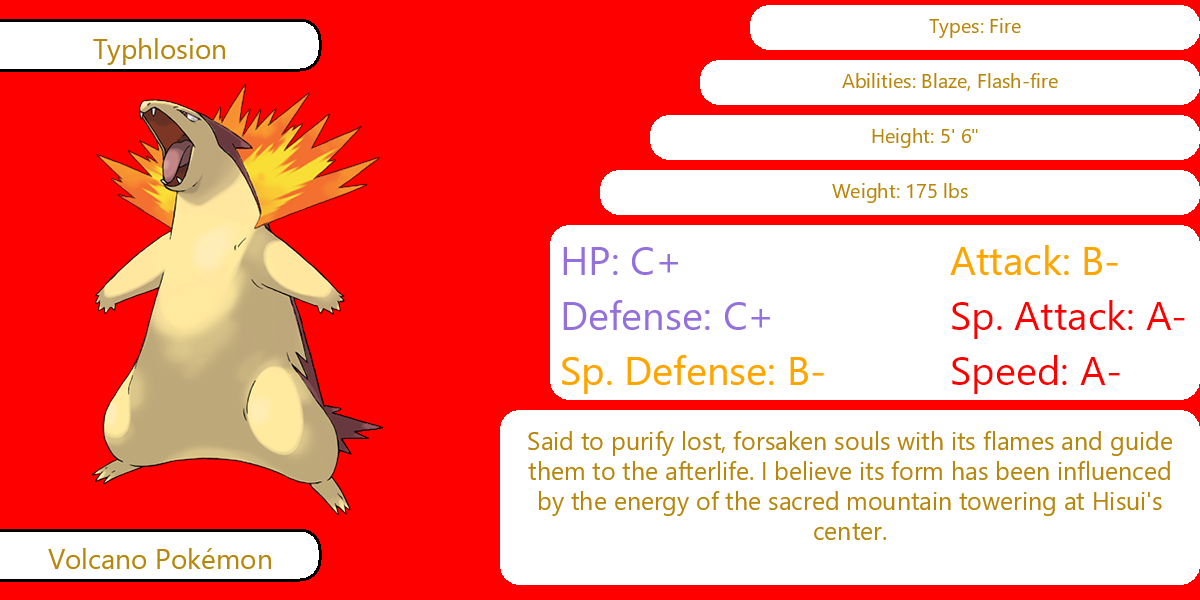 Typhlosion
Types: Fire
Abilities: Blaze, Flash-fire
Height: 5' 6"
Weight: 175 lbs
HP: C+
Attack: B-
Defense: C+
Sp. Attack: A-
Sp. Defense: B-
Speed: A-
Said to purify lost, forsaken souls with its flames and guide
them to the afterlife. I believe its form has been influenced
by the energy of the sacred mountain towering at Hisui's
center.
Volcano Pokémon